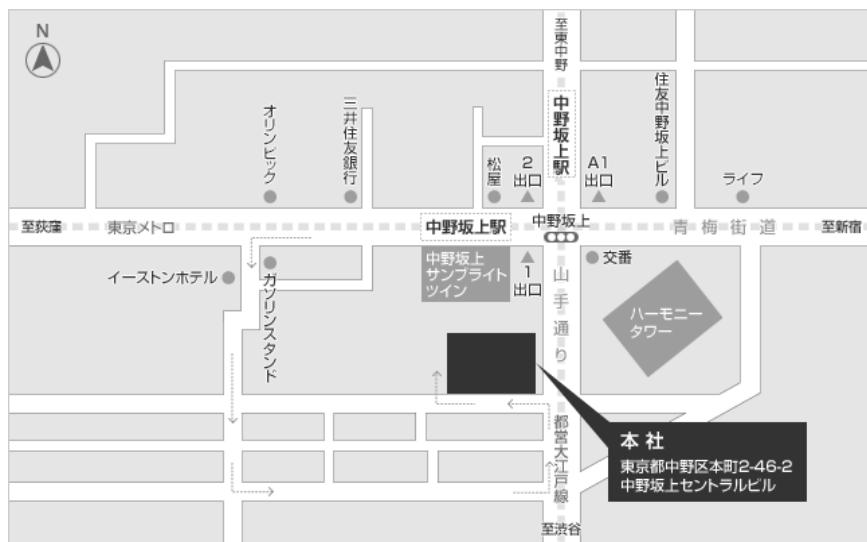 N
至東中野
中野坂上駅
住友中野坂上ビル
オリンピック
三井住友銀行
松屋
2
出口
A1
出口
ライフ
至荻窪
東京メトロ
中野坂上駅
中野坂上
青梅街道
至新宿
イーストンホテル
ガソリンスタンド
中野坂上
サンブライト
ツイン
1
出口
山手通り
交番
ハーモニー
タワー
都営大江戸線
本社
東京都中野区本町2-46-2
中野坂上セントラルビル
至渋谷